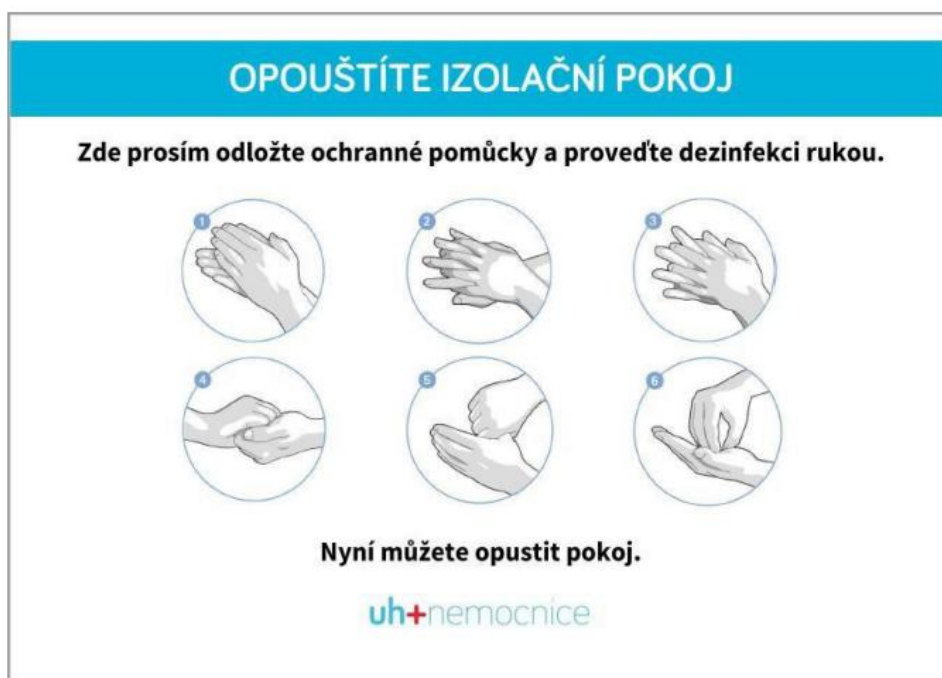 OPOUŠTÍTE IZOLAČNÍ POKOJ
Zde prosím odložte ochranné pomůcky a proveďte dezinfekci rukou.
1
2
3
4
5
6
Nyní můžete opustit pokoj.
uh+nemocnice